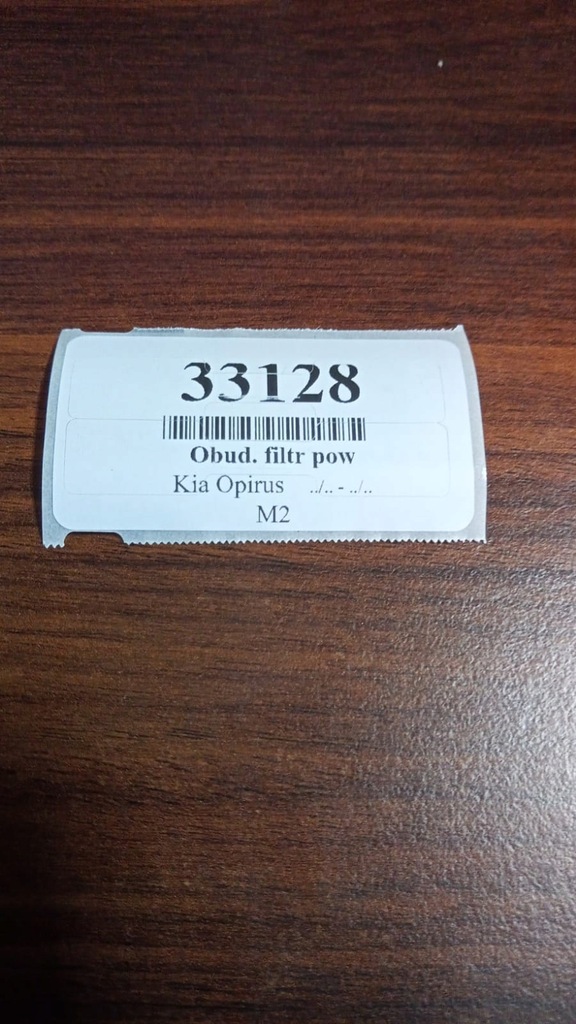 33128
Obud. filtr pow
Kia Opirus ../.. - ../..
M2